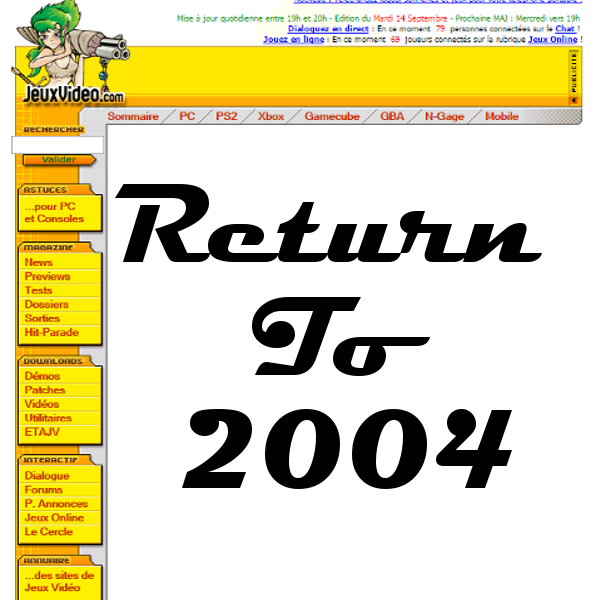 Mise à jour quotidienne entre 19h et 20h - Edition du Mardi 14 Septembre - Prochaine MAJ : Mercredi vers 19h
Dialoguez en direct : En ce moment 79 personnes connectées sur le Chat !
Jouez en ligne : En ce moment 69 joueurs connectés sur la rubrique Jeux Online !
JeuxVideo.com
PUBLICITÉ
Sommaire PC PS2 Xbox Gamecube GBA N-Gage Mobile
RECHERCHER
Valider
ASTUCES
...pour PC
et Consoles
MAGAZINE
News
Previews
Tests
Dossiers
Sorties
Hit-Parade
DOWNLOADS
Démos
Patches
Vidéos
Utilitaires
ETAJV
INTERACTIF
Dialogue
Forums
P. Annonces
Jeux Online
Le Cercle
ANNUAIRE
...des sites de
Jeux Vidéo
Return
To
2004